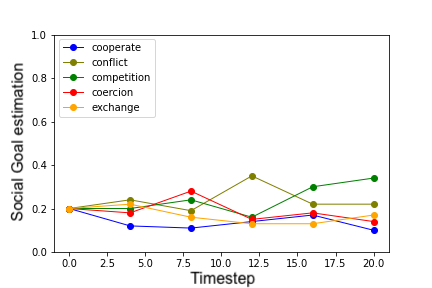 Social Goal estimation
1.0
0.8
0.6
0.4
0.2
0.0
cooperate
conflict
competition
coercion
exchange
0.0 2.5 5.0 7.5 10.0 12.5 15.0 17.5 20.0
Timestep